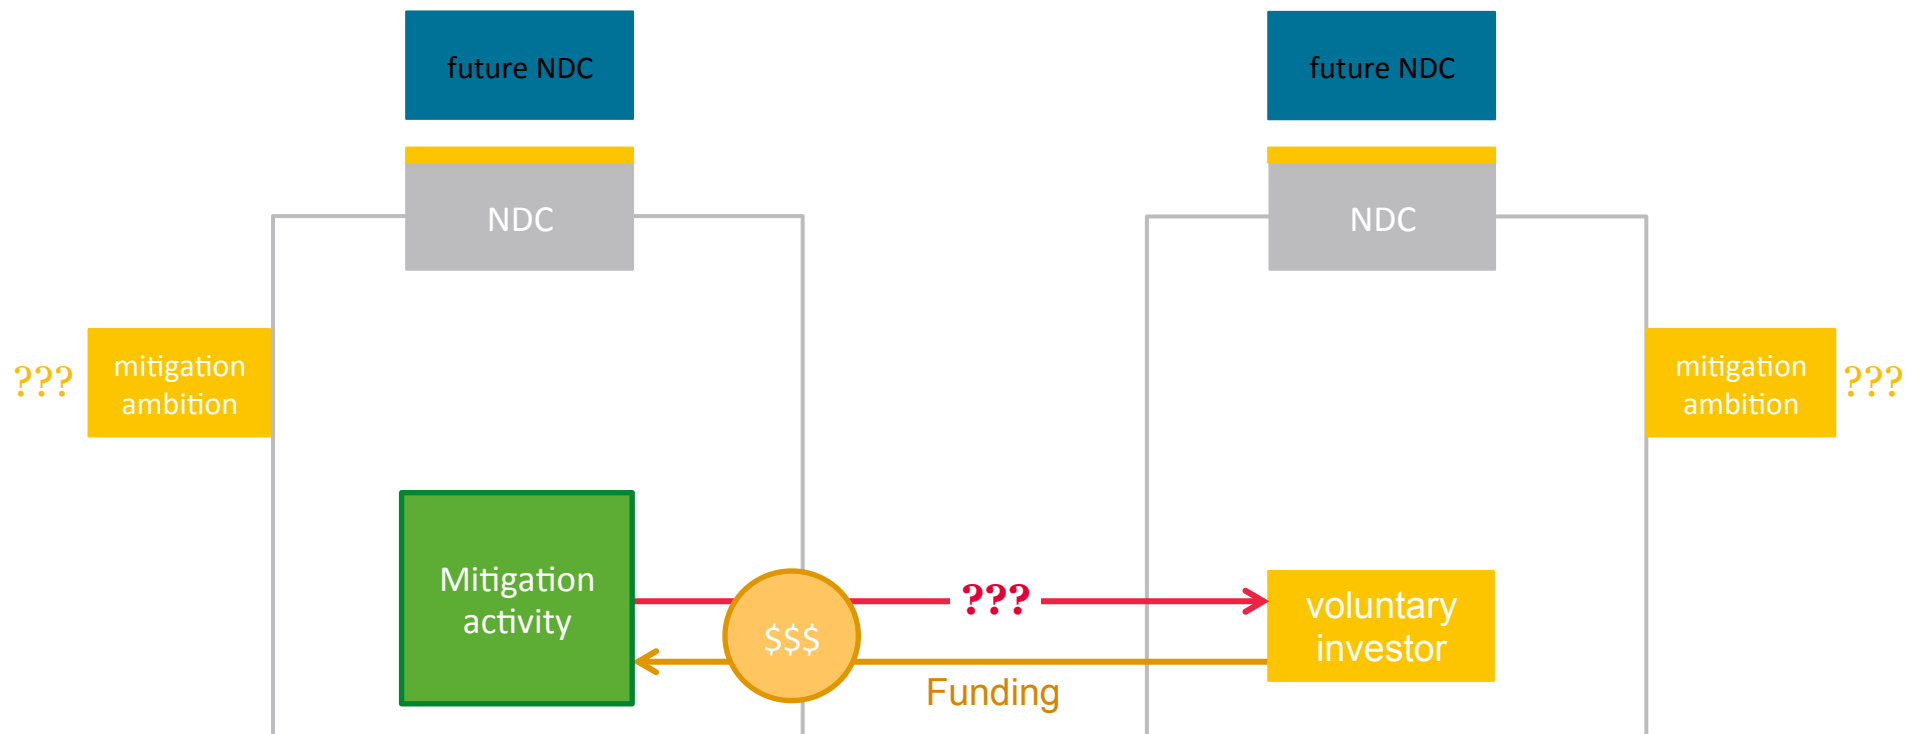 future NDC
future NDC
NDC
NDC
???
mitigation
ambition
mitigation
ambition
???
Mitigation
activity
$$$
???
voluntary
investor
Funding